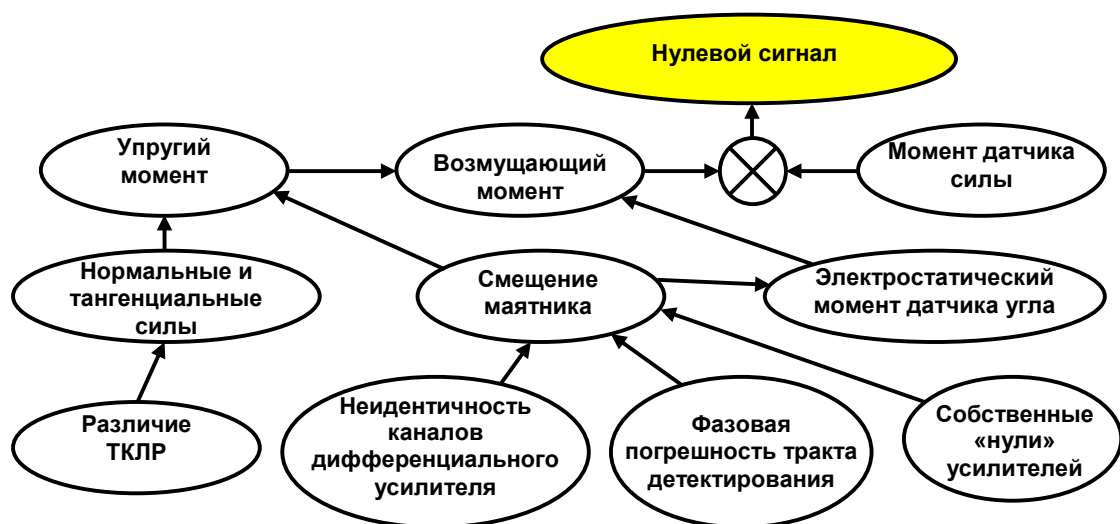 Нулевой сигнал
Упругий
момент
Возмущающий
момент
Момент датчика
силы
Нормальные и
тангенциальные
силы
Смещение
маятника
Электростатический
момент датчика угла
Различие
ТКЛР
Неидентичность
каналов
дифференциального
усилителя
Фазовая
погрешность тракта
детектирования
Собственные
«нули»
усилителей